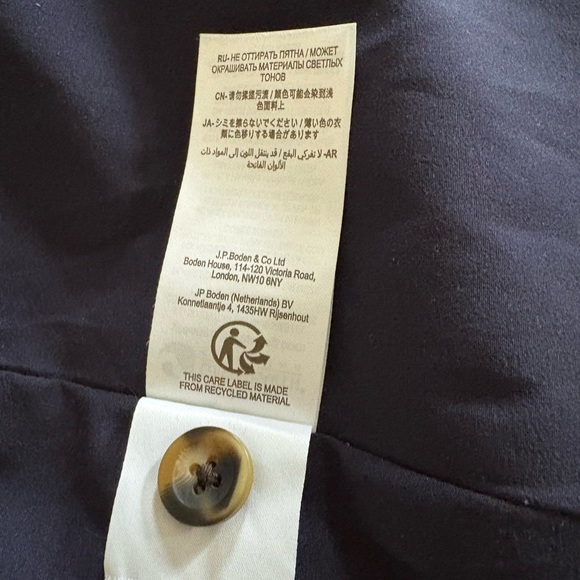 RU- НЕ ОТТИРАТЬ ПЯТНА / МОЖЕТ
ОКРАШИВАТЬ МАТЕРИАЛЫ СВЕТЛЫХ
ТОНОВ
CN- 请勿揉搓污渍 / 颜色可能会染到浅
色面料上
JA- シミを擦らないでください / 薄い色の衣
類に色移りする場合があります
AR- لا تفركي البقع / قد ينتقل اللون إلى المواد ذات
الألوان الفاتحة
J.P.Boden & Co Ltd
Boden House, 114-120 Victoria Road,
London, NW10 6NY
JP Boden (Netherlands) BV
Konnetlaantje 4, 1435HW Rijsenhout
THIS CARE LABEL IS MADE
FROM RECYCLED MATERIAL